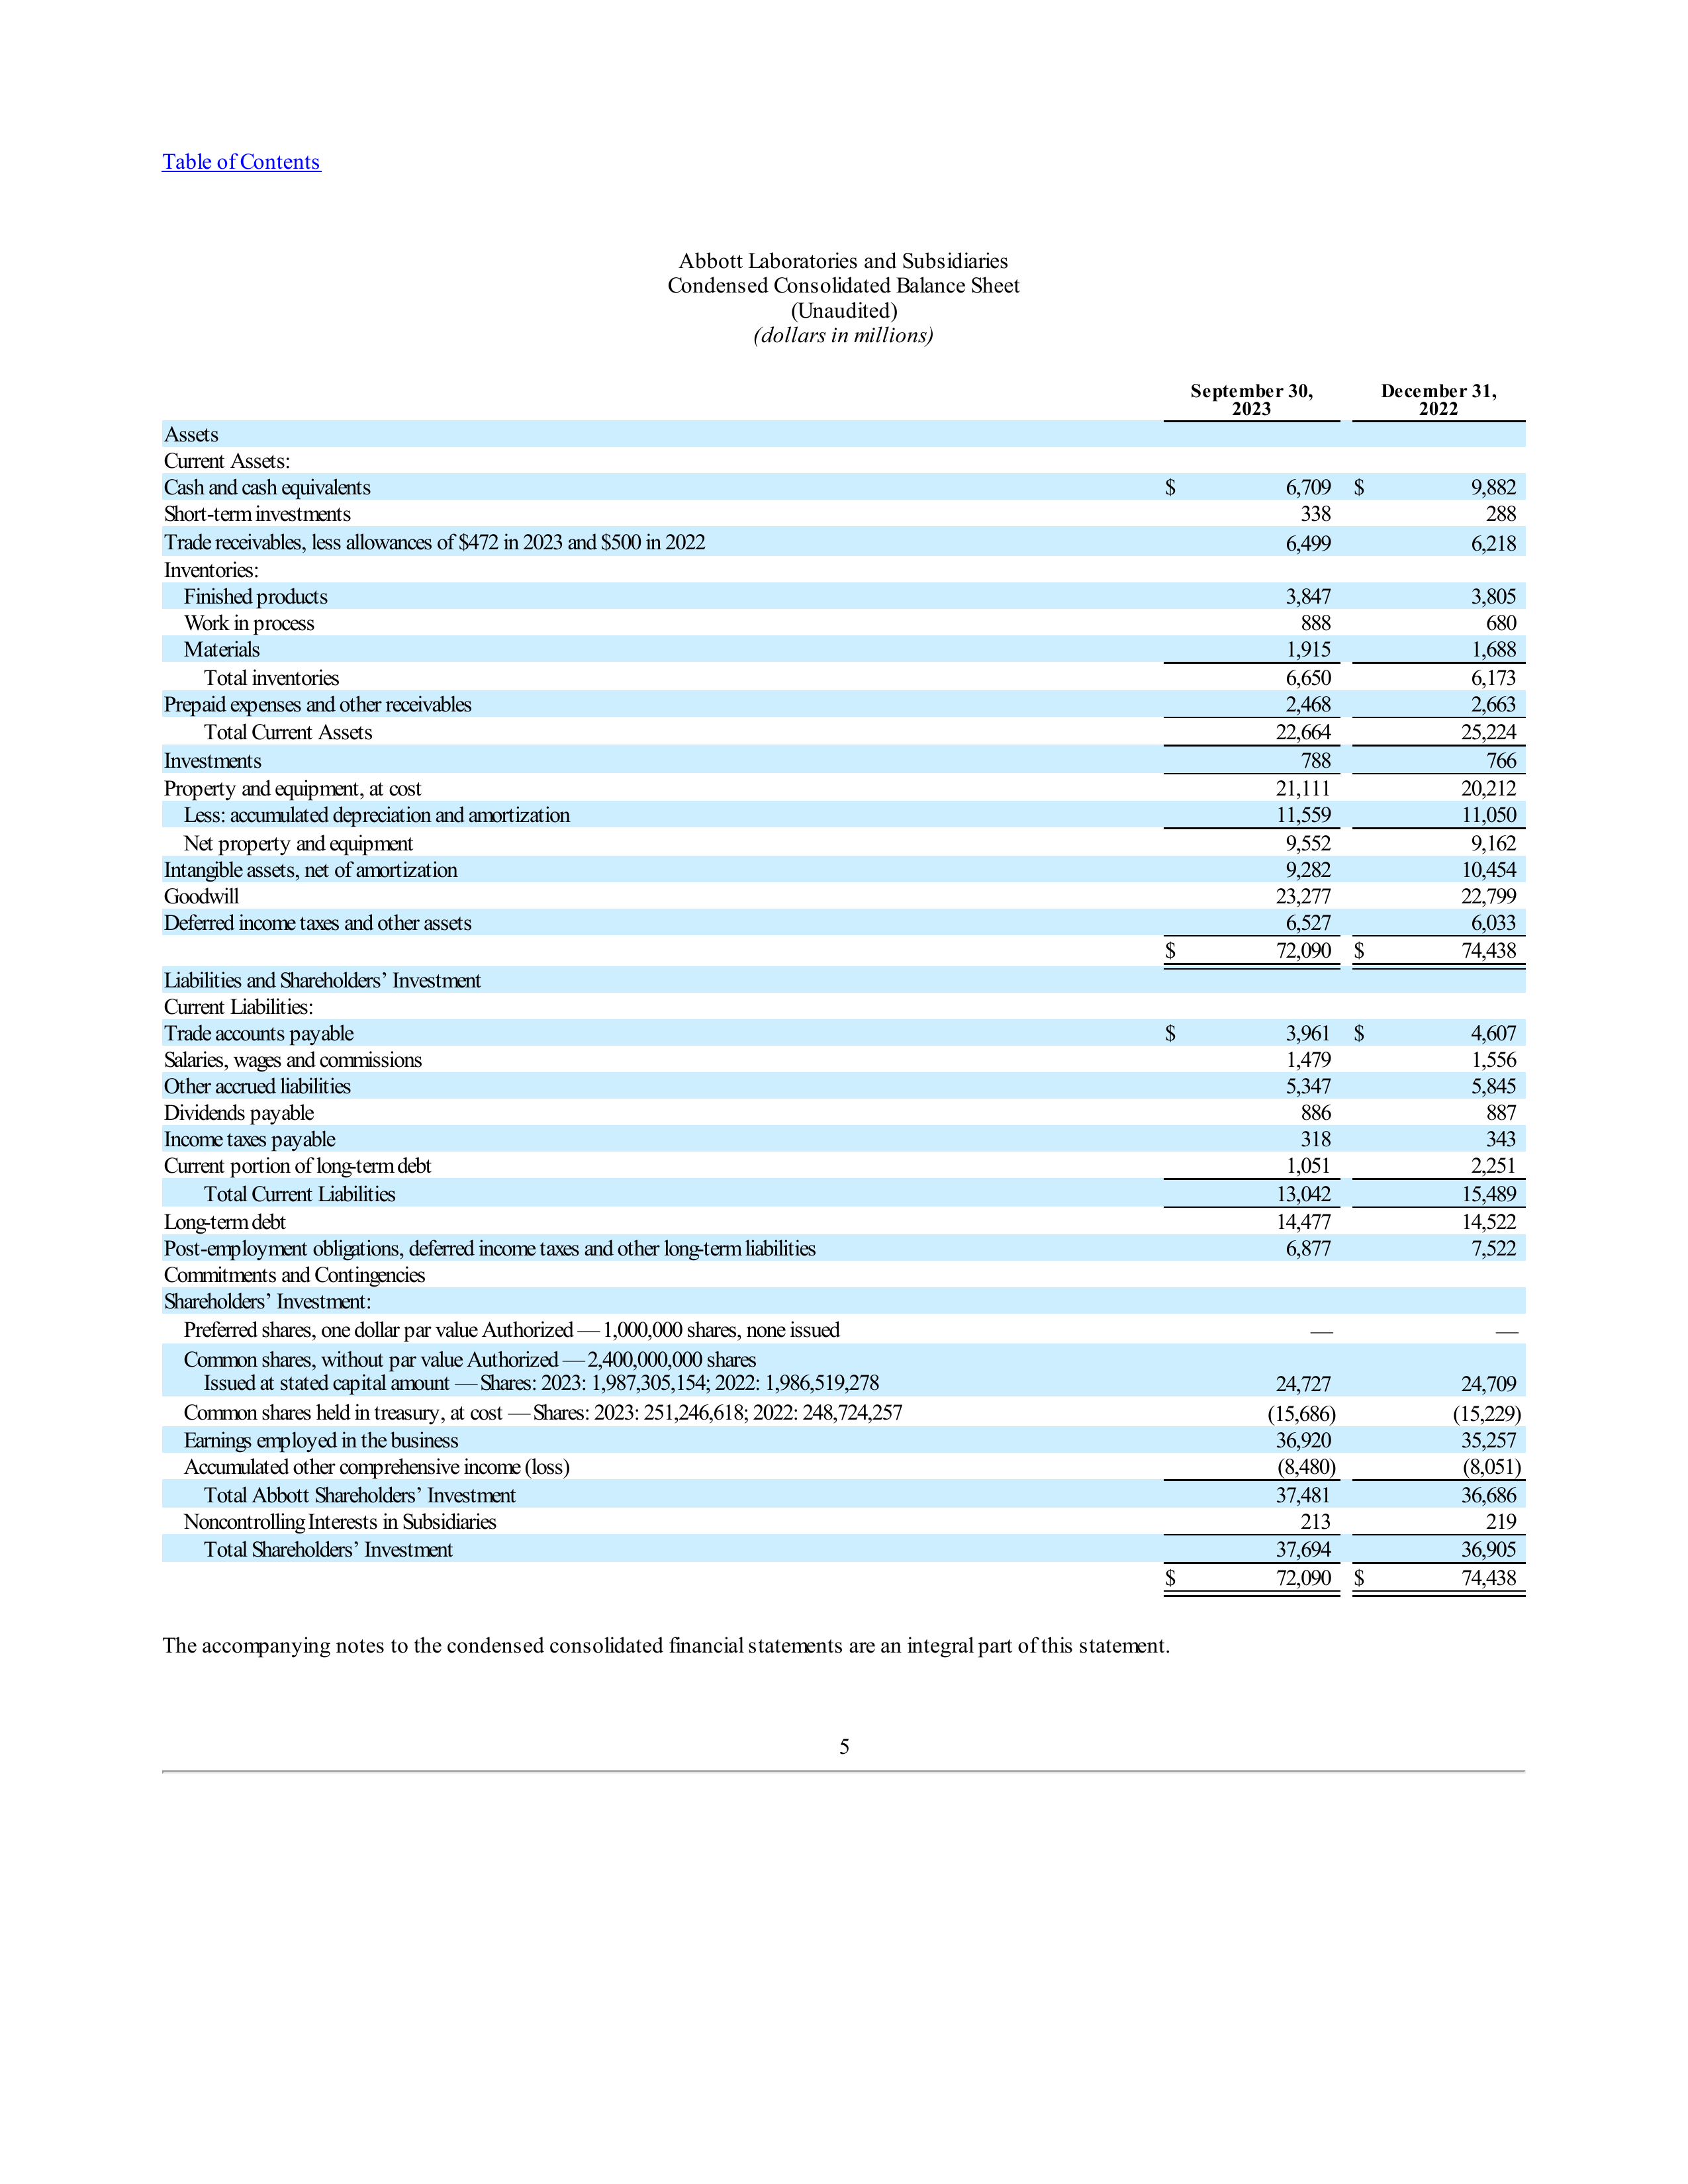 Table of Contents
Abbott Laboratories and Subsidiaries
Condensed Consolidated Balance Sheet
(Unaudited)
(dollars in millions)
September 30, 2023 December 31, 2022
Assets
Current Assets:
Cash and cash equivalents $ 6,709 $ 9,882
Short-term investments 338 288
Trade receivables, less allowances of $472 in 2023 and $500 in 2022 6,499 6,218
Inventories:
Finished products 3,847 3,805
Work in process 888 680
Materials 1,915 1,688
Total inventories 6,650 6,173
Prepaid expenses and other receivables 2,468 2,663
Total Current Assets 22,664 25,224
Investments 788 766
Property and equipment, at cost 21,111 20,212
Less: accumulated depreciation and amortization 11,559 11,050
Net property and equipment 9,552 9,162
Intangible assets, net of amortization 9,282 10,454
Goodwill 23,277 22,799
Deferred income taxes and other assets 6,527 6,033
$ 72,090 $ 74,438
Liabilities and Shareholders’ Investment
Current Liabilities:
Trade accounts payable $ 3,961 $ 4,607
Salaries, wages and commissions 1,479 1,556
Other accrued liabilities 5,347 5,845
Dividends payable 886 887
Income taxes payable 318 343
Current portion of long-term debt 1,051 2,251
Total Current Liabilities 13,042 15,489
Long-term debt 14,477 14,522
Post-employment obligations, deferred income taxes and other long-term liabilities 6,877 7,522
Commitments and Contingencies
Shareholders’ Investment:
Preferred shares, one dollar par value Authorized — 1,000,000 shares, none issued — —
Common shares, without par value Authorized — 2,400,000,000 shares
Issued at stated capital amount — Shares: 2023: 1,987,305,154; 2022: 1,986,519,278 24,727 24,709
Common shares held in treasury, at cost — Shares: 2023: 251,246,618; 2022: 248,724,257 (15,686) (15,229)
Earnings employed in the business 36,920 35,257
Accumulated other comprehensive income (loss) (8,480) (8,051)
Total Abbott Shareholders’ Investment 37,481 36,686
Noncontrolling Interests in Subsidiaries 213 219
Total Shareholders’ Investment 37,694 36,905
$ 72,090 $ 74,438
The accompanying notes to the condensed consolidated financial statements are an integral part of this statement.
5